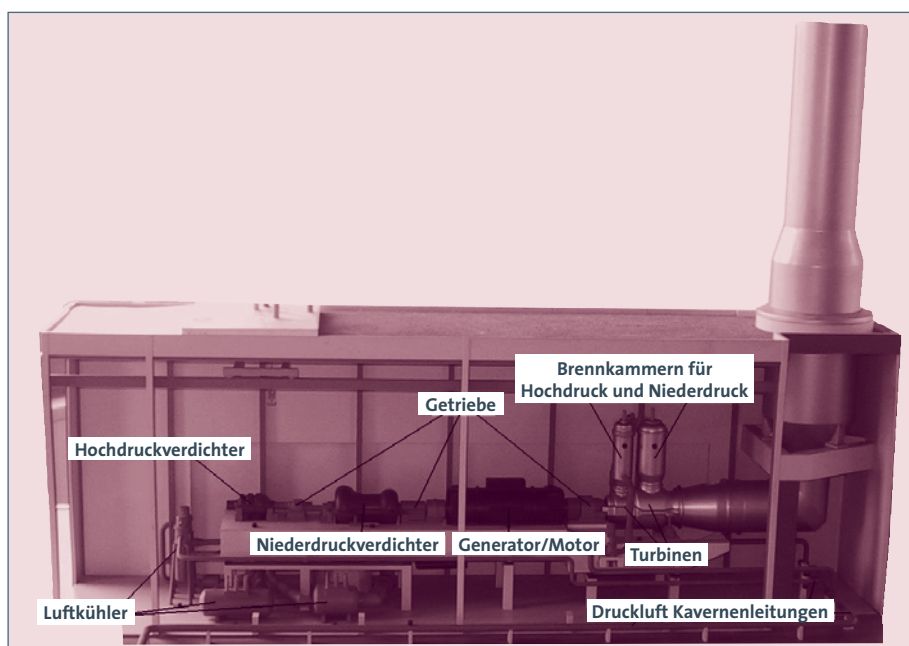 Brennkammern für
Hochdruck und Niederdruck
Getriebe
Hochdruckverdichter
Niederdruckverdichter
Generator/Motor
Turbinen
Luftkühler
Druckluft Kavernenleitungen